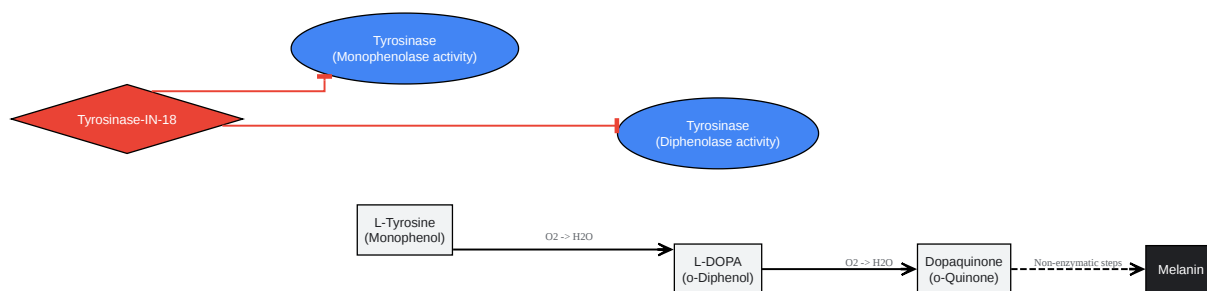 Tyrosinase
(Monophenolase activity)
Tyrosinase-IN-18
Tyrosinase
(Diphenolase activity)
L-Tyrosine
(Monophenol)
O2 -> H2O
L-DOPA
(o-Diphenol)
O2 -> H2O
Dopaquinone
(o-Quinone)
Non-enzymatic steps
Melanin